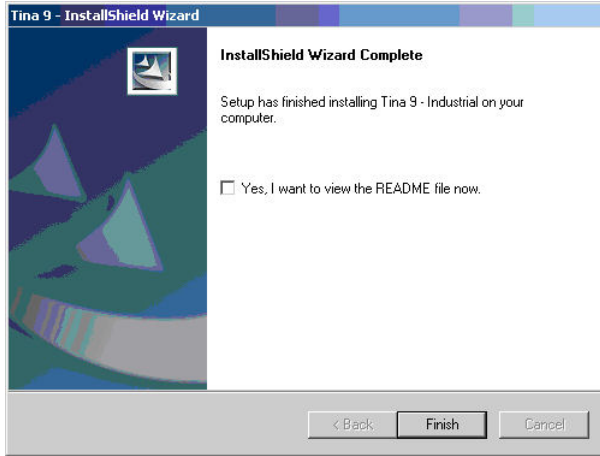 Tina 9 - InstallShield Wizard
InstallShield Wizard Complete
Setup has finished installing Tina 9 - Industrial on your
computer.
Yes, I want to view the README file now.
< Back Finish Cancel